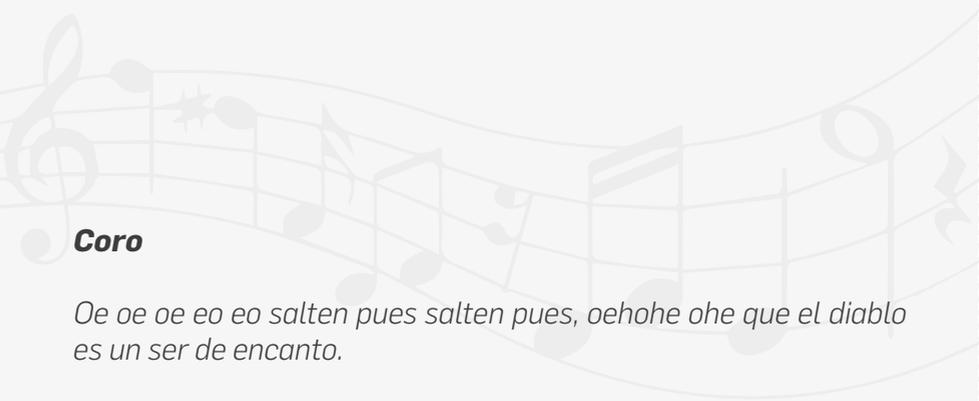 Coro
Oe oe oe eo eo salten pues salten pues, oehohe ohe que el diablo
es un ser de encanto.